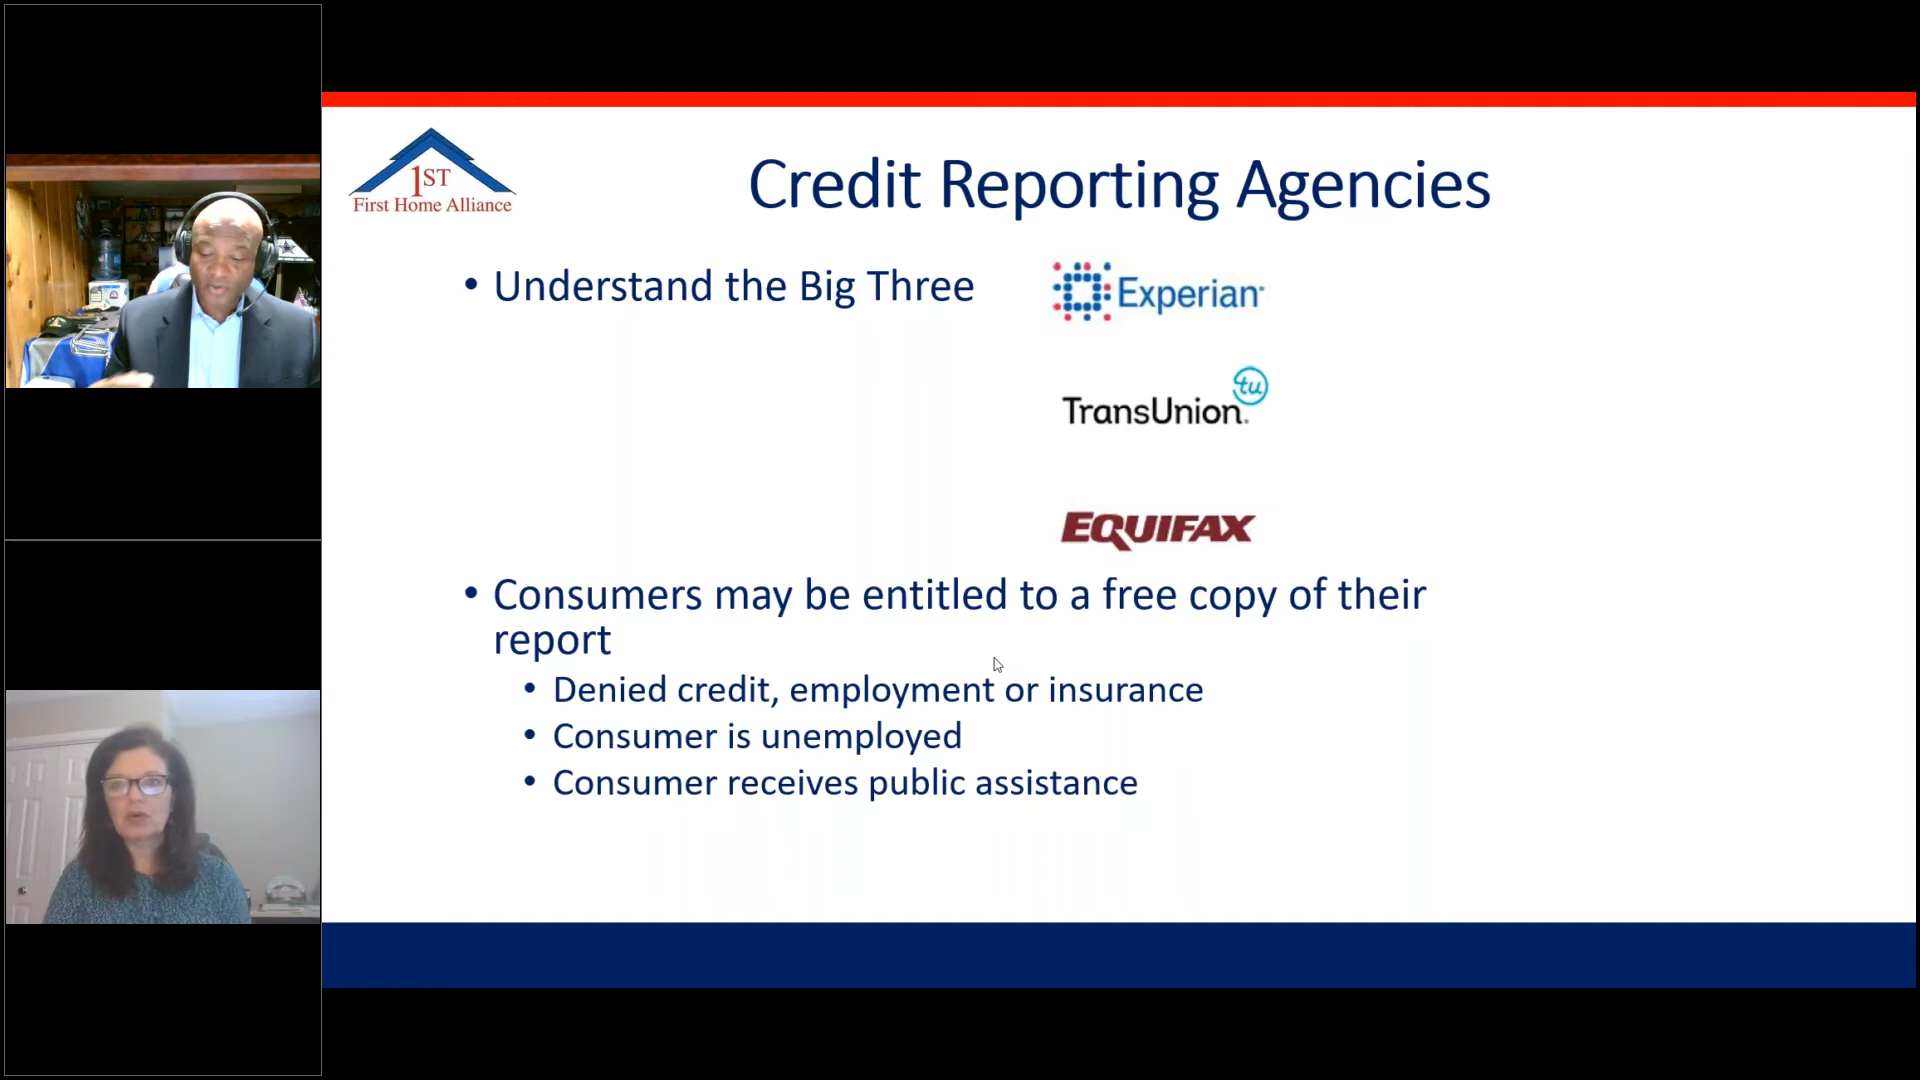 1ST
First Home Alliance
Credit Reporting Agencies
• Understand the Big Three
Experian
tu
TransUnion.
EQUIFAX
• Consumers may be entitled to a free copy of their
report
• Denied credit, employment or insurance
• Consumer is unemployed
• Consumer receives public assistance